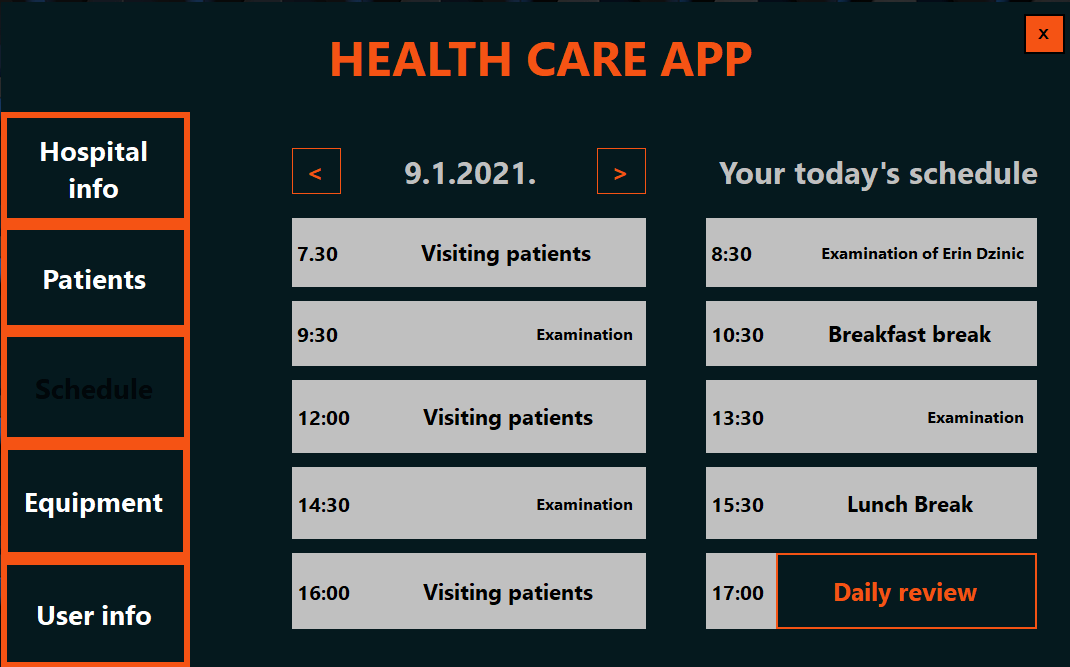 X
HEALTH CARE APP
Hospital
info
Patients
Schedule
Equipment
User info
< 9.1.2021. > Your today's schedule
7.30 Visiting patients 8:30 Examination of Erin Dzinic
9:30 Examination 10:30 Breakfast break
12:00 Visiting patients 13:30 Examination
14:30 Examination 15:30 Lunch Break
16:00 Visiting patients 17:00 Daily review